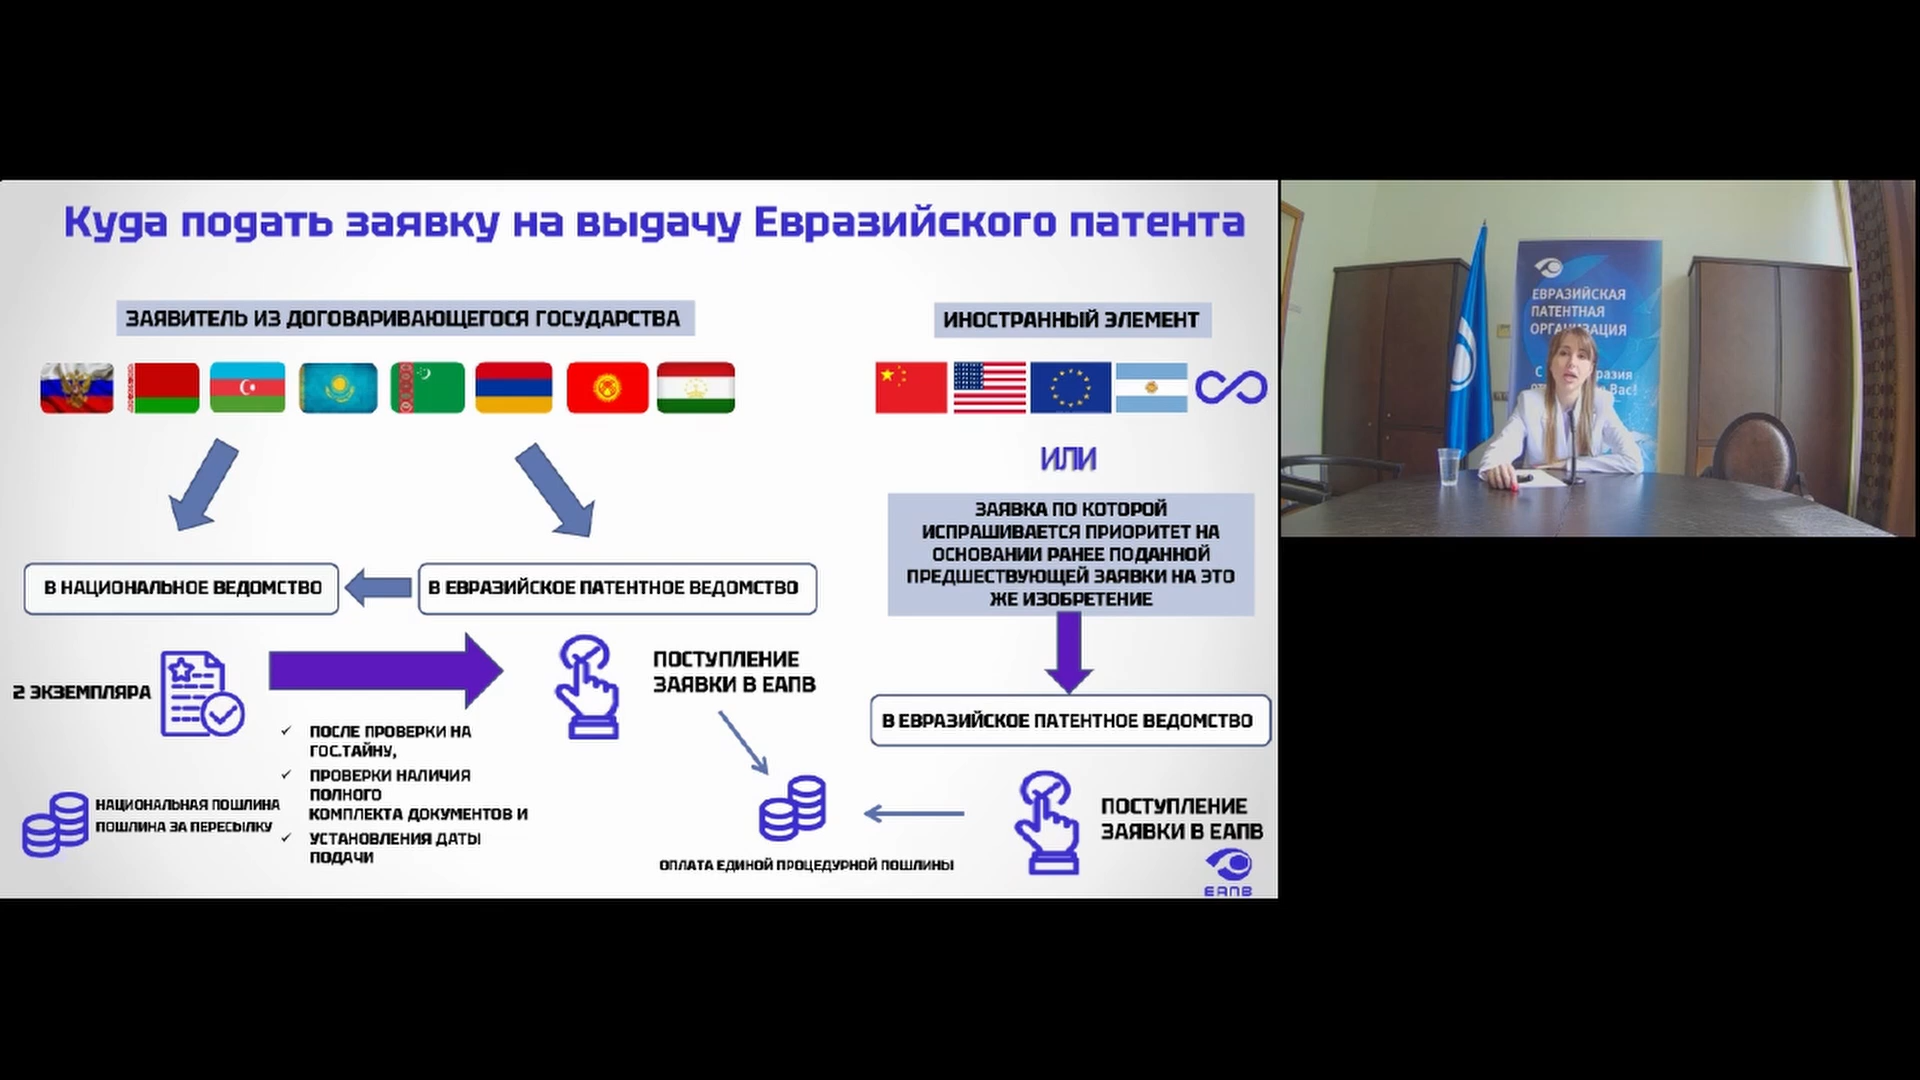 Куда подать заявку на выдачу Евразийского патента
ЗАЯВИТЕЛЬ ИЗ ДОГОВАРИВАЮЩЕГОСЯ ГОСУДАРСТВА
ИНОСТРАННЫЙ ЭЛЕМЕНТ
ИЛИ
ЗАЯВКА ПО КОТОРОЙ
ИСПРАШИВАЕТСЯ ПРИОРИТЕТ НА
ОСНОВАНИИ РАНЕЕ ПОДАННОЙ
ПРЕДШЕСТВУЮЩЕЙ ЗАЯВКИ НА ЭТО
ЖЕ ИЗОБРЕТЕНИЕ
В НАЦИОНАЛЬНОЕ ВЕДОМСТВО
В ЕВРАЗИЙСКОЕ ПАТЕНТНОЕ ВЕДОМСТВО
2 ЭКЗЕМПЛЯРА
ПОСТУПЛЕНИЕ
ЗАЯВКИ В ЕАПВ
В ЕВРАЗИЙСКОЕ ПАТЕНТНОЕ ВЕДОМСТВО
✓ ПОСЛЕ ПРОВЕРКИ НА
ГОС.ТАЙНУ,
✓ ПРОВЕРКИ НАЛИЧИЯ
ПОЛНОГО
КОМПЛЕКТА ДОКУМЕНТОВ И
✓ УСТАНОВЛЕНИЯ ДАТЫ
ПОДАЧИ
НАЦИОНАЛЬНАЯ ПОШЛИНА
ПОШЛИНА ЗА ПЕРЕСЫЛКУ
ОПЛАТА ЕДИНОЙ ПРОЦЕДУРНОЙ ПОШЛИНЫ
ПОСТУПЛЕНИЕ
ЗАЯВКИ В ЕАПВ
ЕАПВ
ЕВРАЗИЙСКАЯ
ПАТЕНТНАЯ
ОРГАНИЗАЦИЯ
С
Вас!